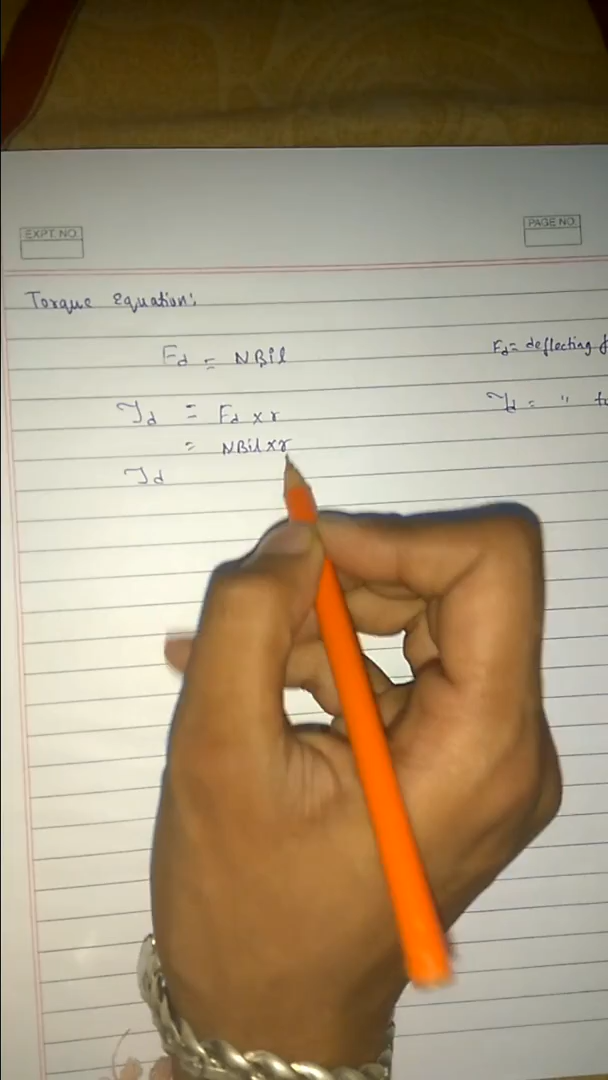 EXPT. NO.
PAGE NO.
Torque Equation:
Fd = NBil
Fd = deflecting
Td = Fd × r
Td = "
= NBil × r
Td